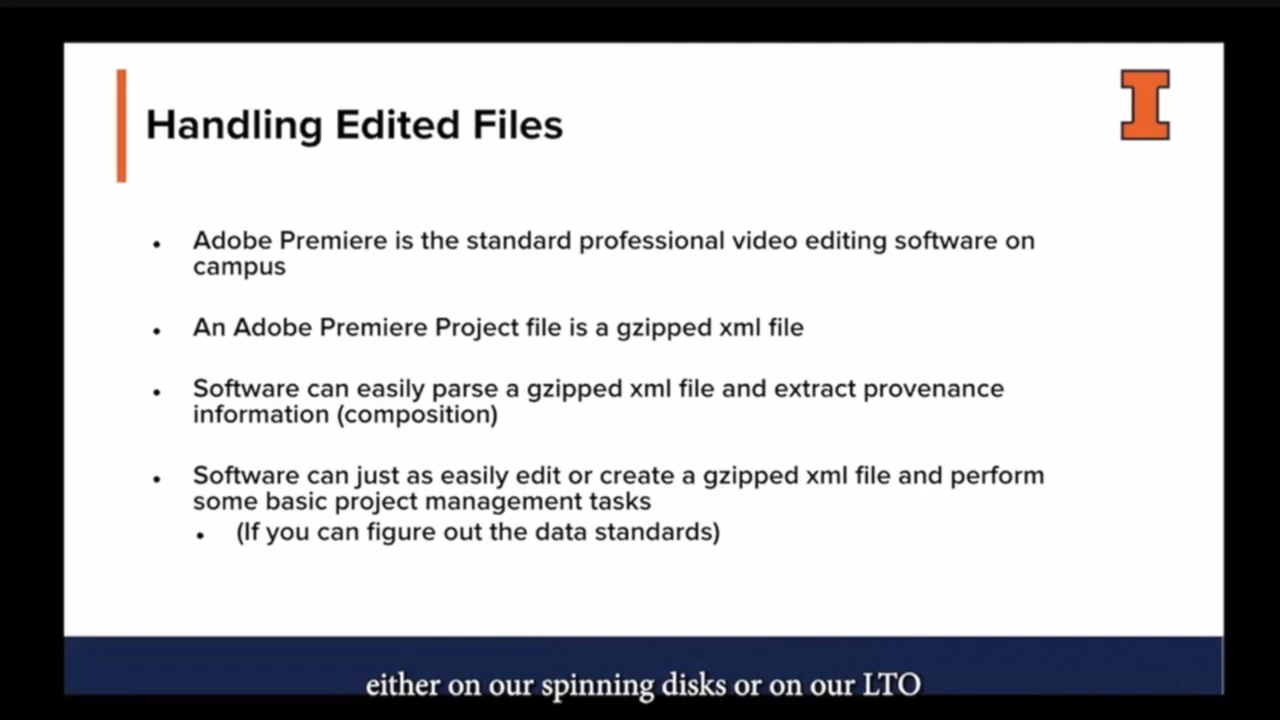 Handling Edited Files
• Adobe Premiere is the standard professional video editing software on
campus
• An Adobe Premiere Project file is a gzipped xml file
• Software can easily parse a gzipped xml file and extract provenance
information (composition)
• Software can just as easily edit or create a gzipped xml file and perform
some basic project management tasks
• (If you can figure out the data standards)
either on our spinning disks or on our LTO